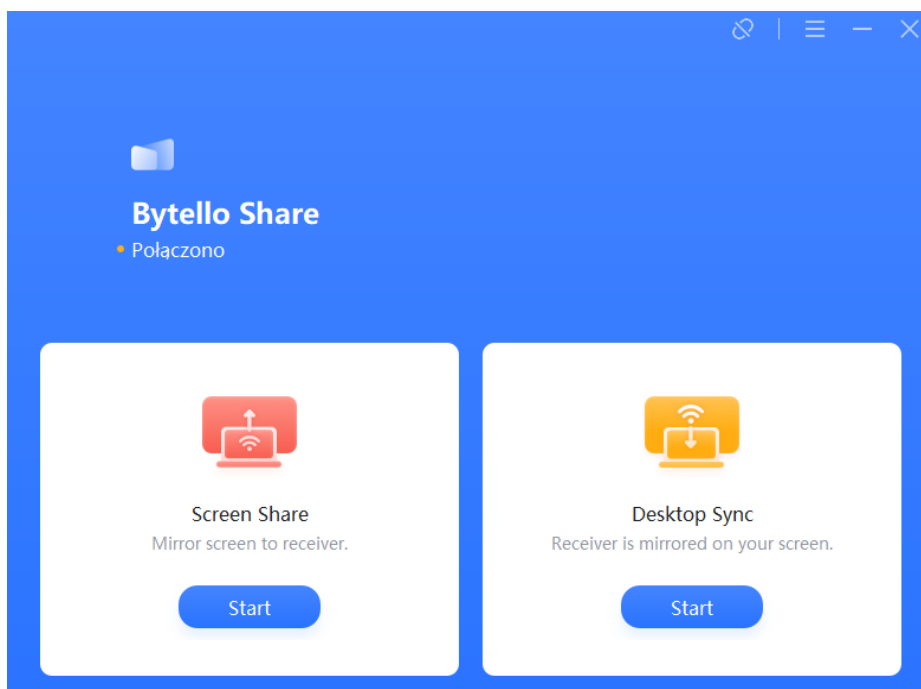 Bytello Share
Połączono
Screen Share
Mirror screen to receiver.
Start
Desktop Sync
Receiver is mirrored on your screen.
Start